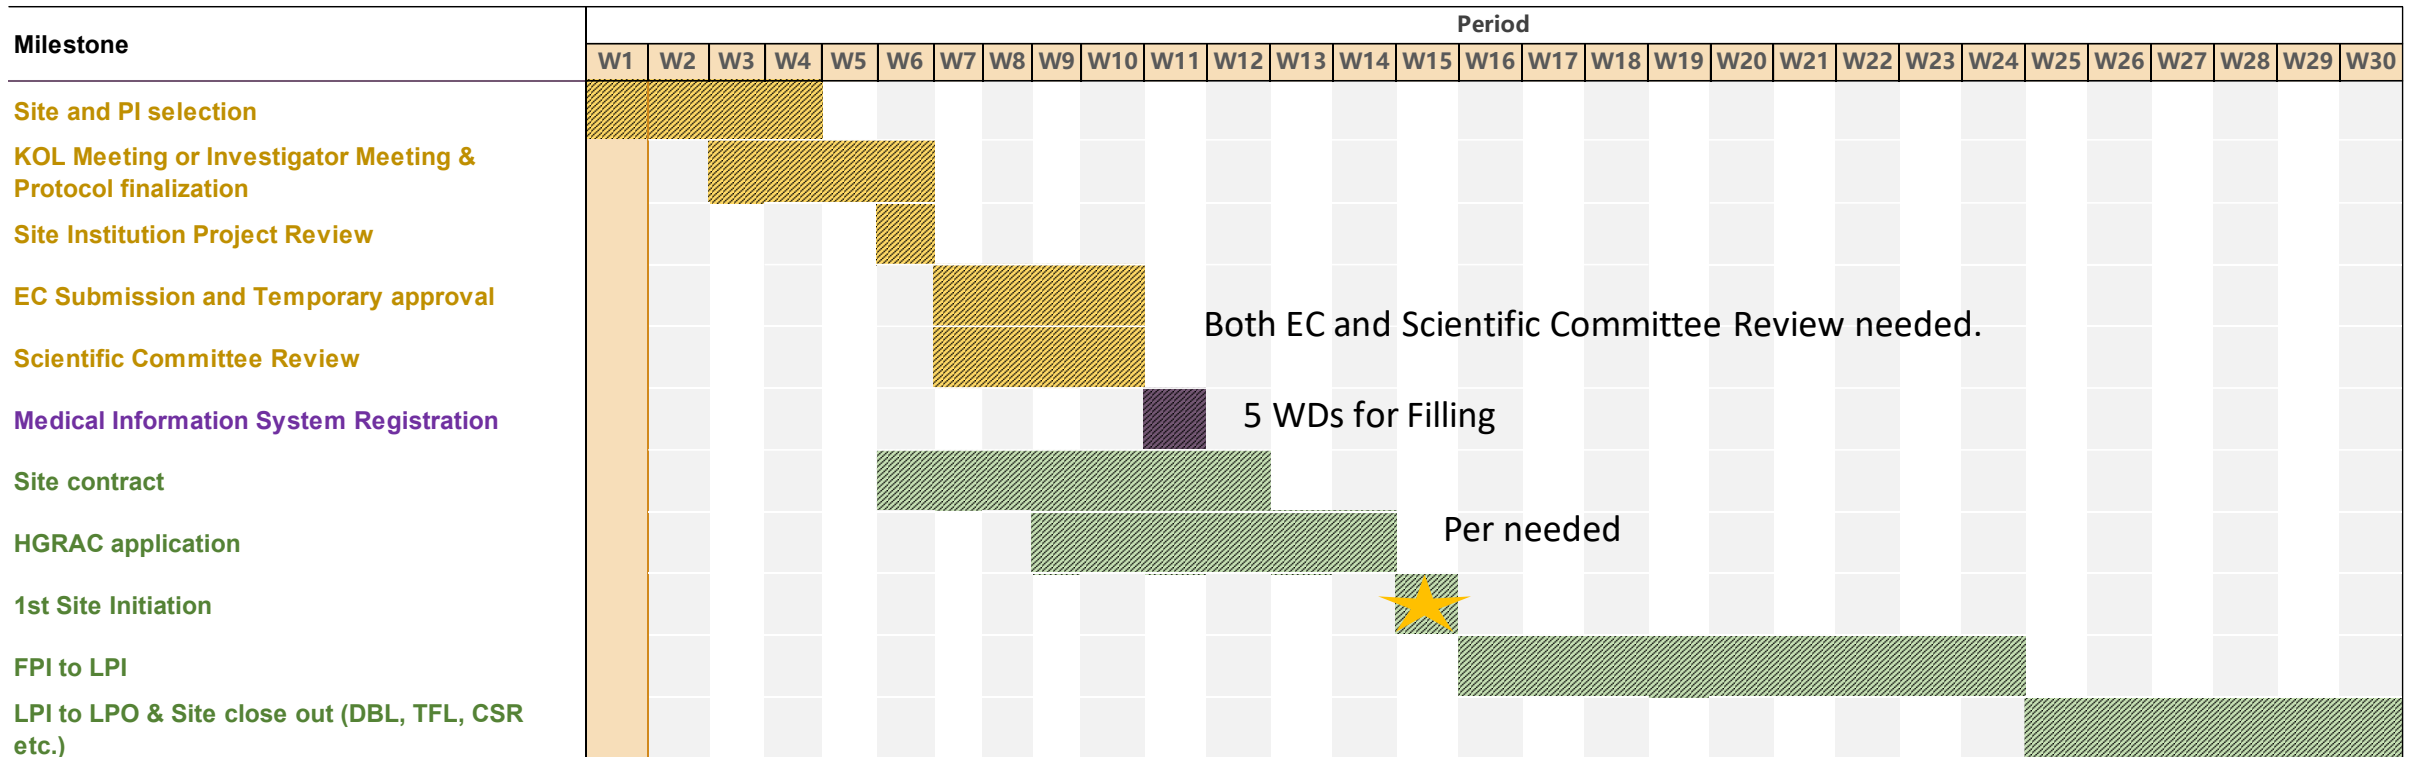 Period
Milestone
W1 W2 W3 W4 W5 W6 W7 W8 W9 W10 W11 W12 W13 W14 W15 W16 W17 W18 W19 W20 W21 W22 W23 W24 W25 W26 W27 W28 W29 W30
Site and PI selection
KOL Meeting or Investigator Meeting &
Protocol finalization
Site Institution Project Review
EC Submission and Temporary approval
Both EC and Scientific Committee Review needed.
Scientific Committee Review
Medical Information System Registration
5 WDs for Filling
Site contract
Per needed
HGRAC application
1st Site Initiation
FPI to LPI
LPI to LPO & Site close out (DBL, TFL, CSR
etc.)